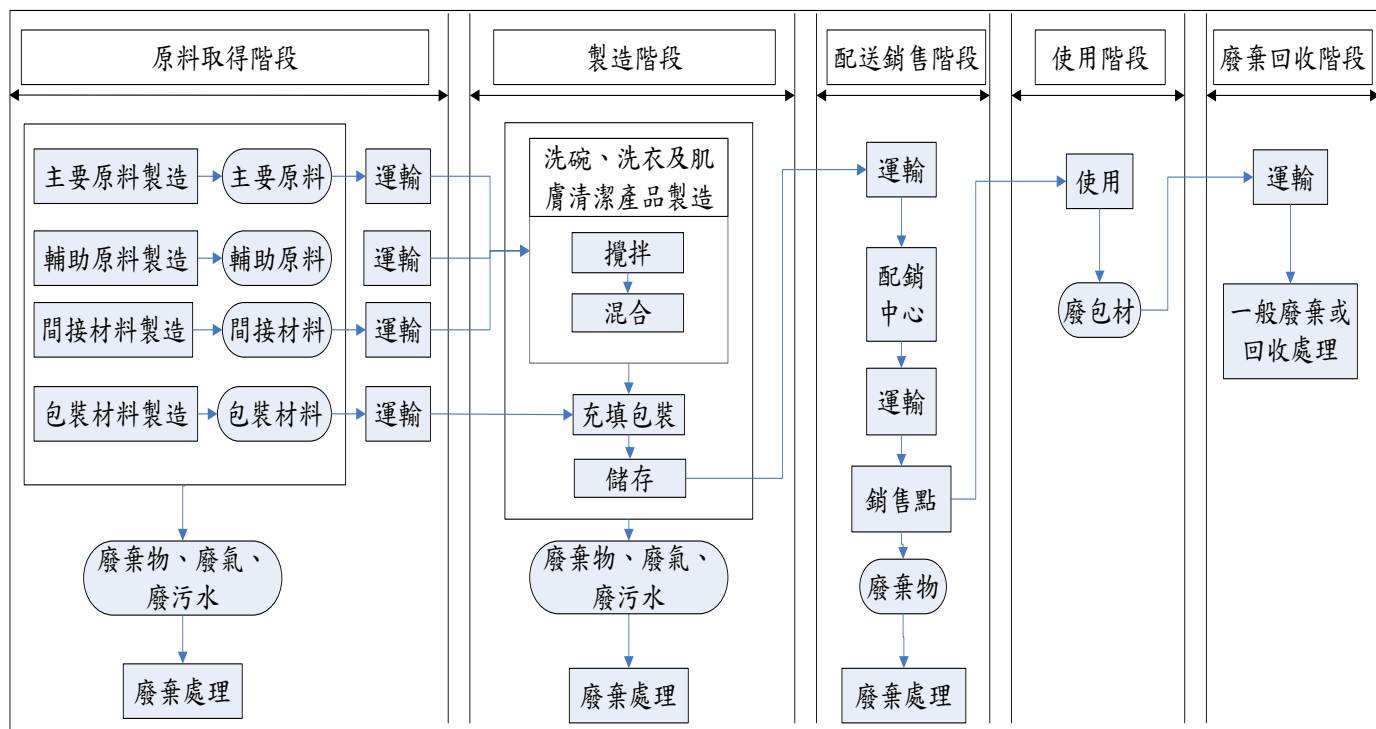 原料取得階段
製造階段
配送銷售階段
使用階段
廢棄回收階段
主要原料製造
主要原料
運輸
輔助原料製造
輔助原料
運輸
間接材料製造
間接材料
運輸
包裝材料製造
包裝材料
運輸
廢棄物、廢氣、
廢污水
廢棄處理
洗碗、洗衣及肌
膚清潔產品製造
攪拌
混合
充填包裝
儲存
廢棄物、廢氣、
廢污水
廢棄處理
運輸
配銷
中心
運輸
銷售點
廢棄物
廢棄處理
使用
廢包材
運輸
一般廢棄或
回收處理